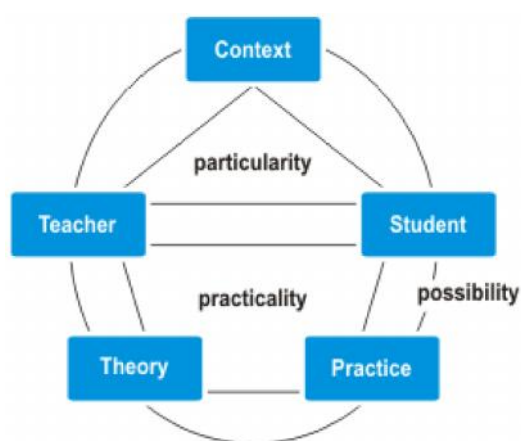 Context
particularity
Teacher
Student
practicality
possibility
Theory
Practice